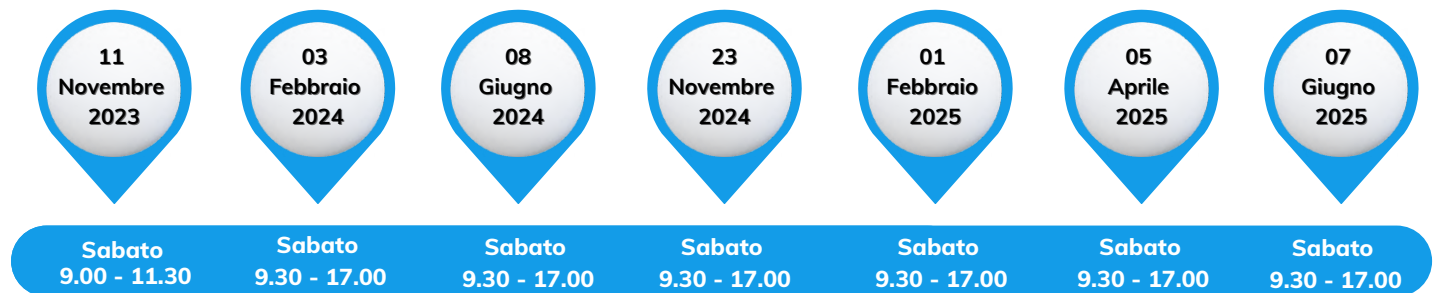 11
Novembre
2023
03
Febbraio
2024
08
Giugno
2024
23
Novembre
2024
01
Febbraio
2025
05
Aprile
2025
07
Giugno
2025
Sabato
9.00 - 11.30
Sabato
9.30 - 17.00
Sabato
9.30 - 17.00
Sabato
9.30 - 17.00
Sabato
9.30 - 17.00
Sabato
9.30 - 17.00
Sabato
9.30 - 17.00